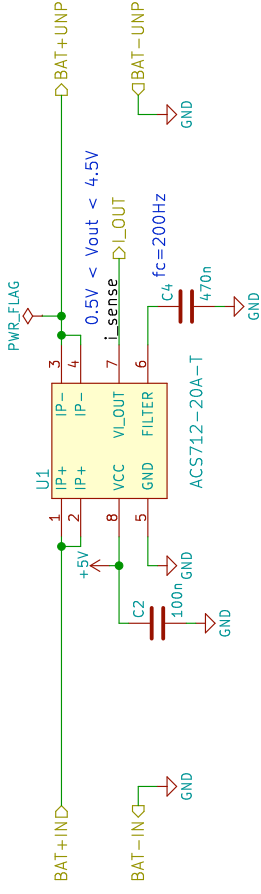 BAT+UNP
BAT-UNP
GND
0.5V < Vout < 4.5V
I_OUT
fc=200Hz
PWR_FLAG
i_sense
C4
470n
GND
3
4
7
6
U1
IP-
IP-
VI_OUT
FILTER
IP+
IP+
VCC
GND
ACS712-20A-T
1
2
8
5
+5V
GND
C2
100n
GND
GND
BAT+IN
BAT-IN